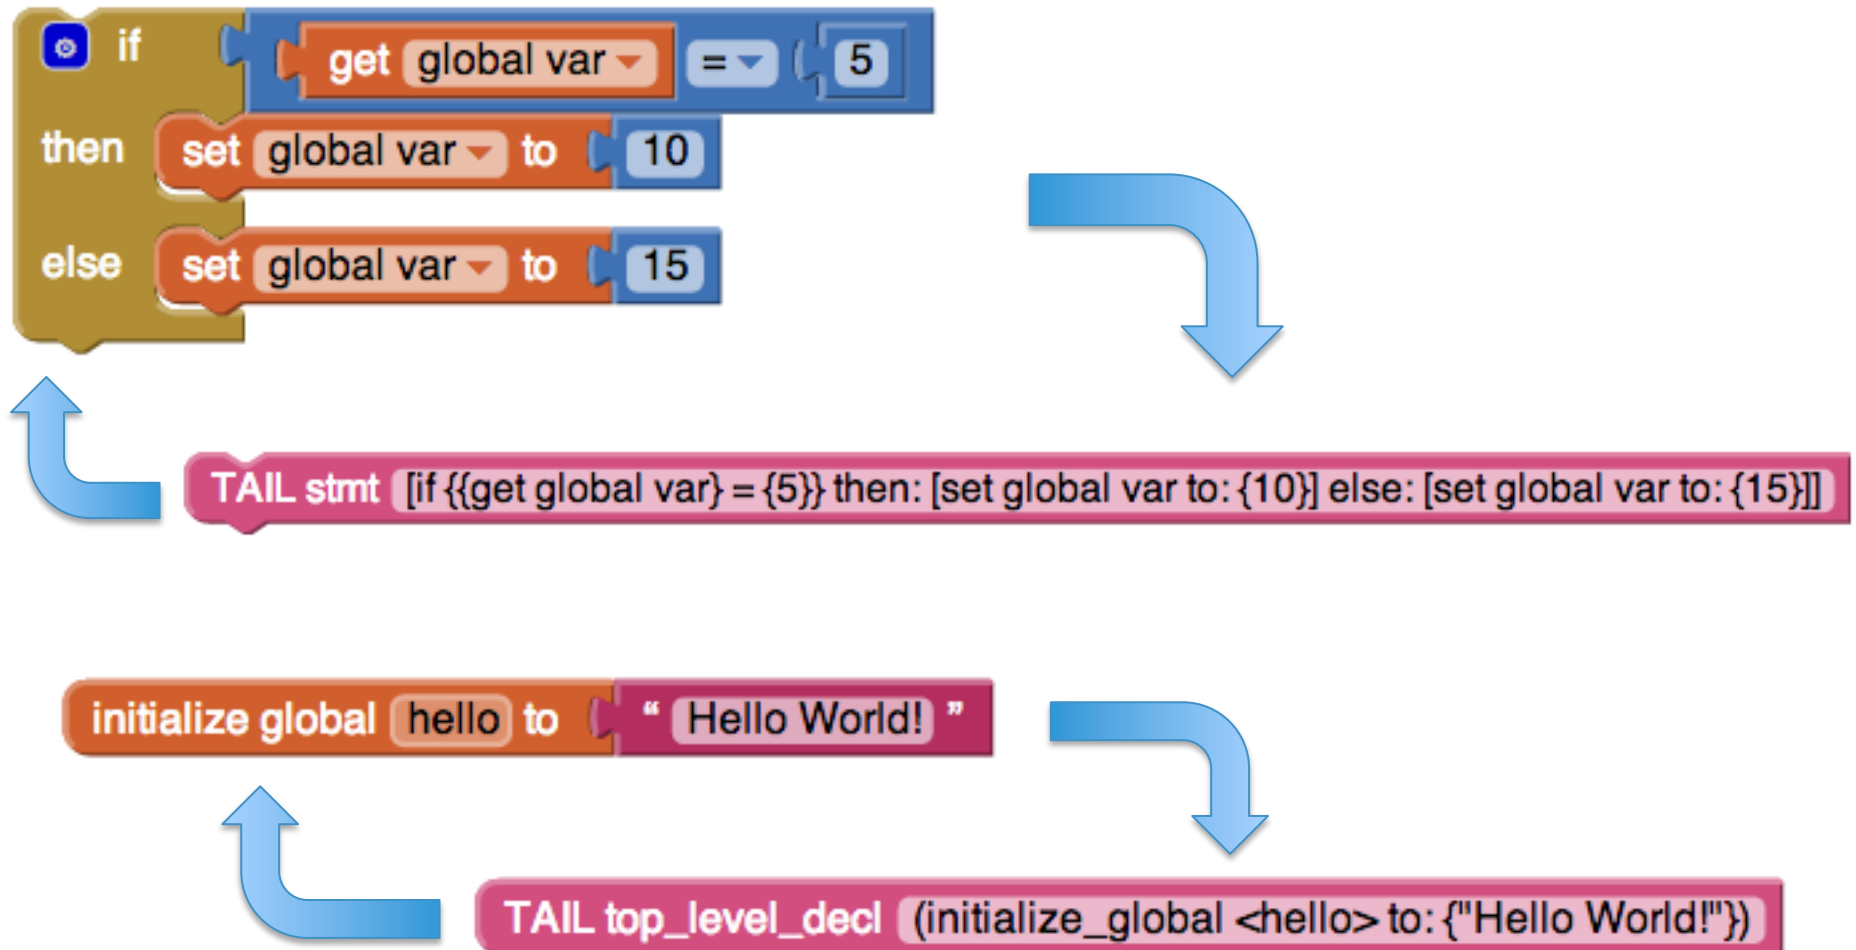 if get global var = 5
then set global var to 10
else set global var to 15
TAIL stmt [if {{get global var} = {5}} then: [set global var to: {10}] else: [set global var to: {15}]]
initialize global hello to “ Hello World! ”
TAIL top_level_decl (initialize_global <hello> to: {"Hello World!"})